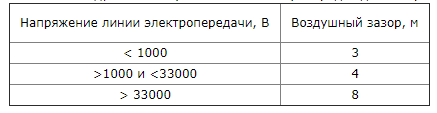 Напряжение линии электропередачи, В Воздушный зазор, м
< 1000 3
>1000 и <33000 4
> 33000 8